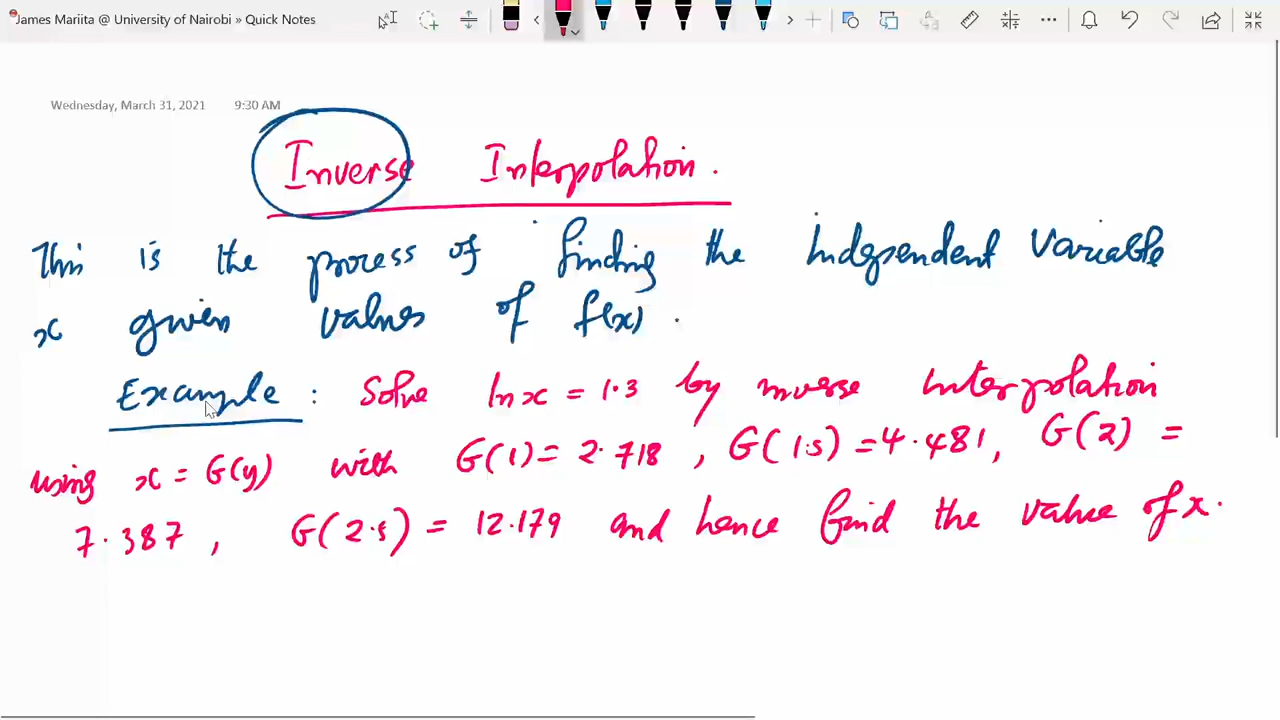 James Mariita @ University of Nairobi » Quick Notes
Wednesday, March 31, 2021 9:30 AM
Inverse Interpolation.
This is the process of finding the independent variable
x given values of f(x).
Example: Solve ln x = 1.3 by inverse interpolation
using x = G(y) with G(1) = 2.718, G(1.5) = 4.481, G(2) =
7.387, G(2.5) = 12.179 and hence find the value of x.